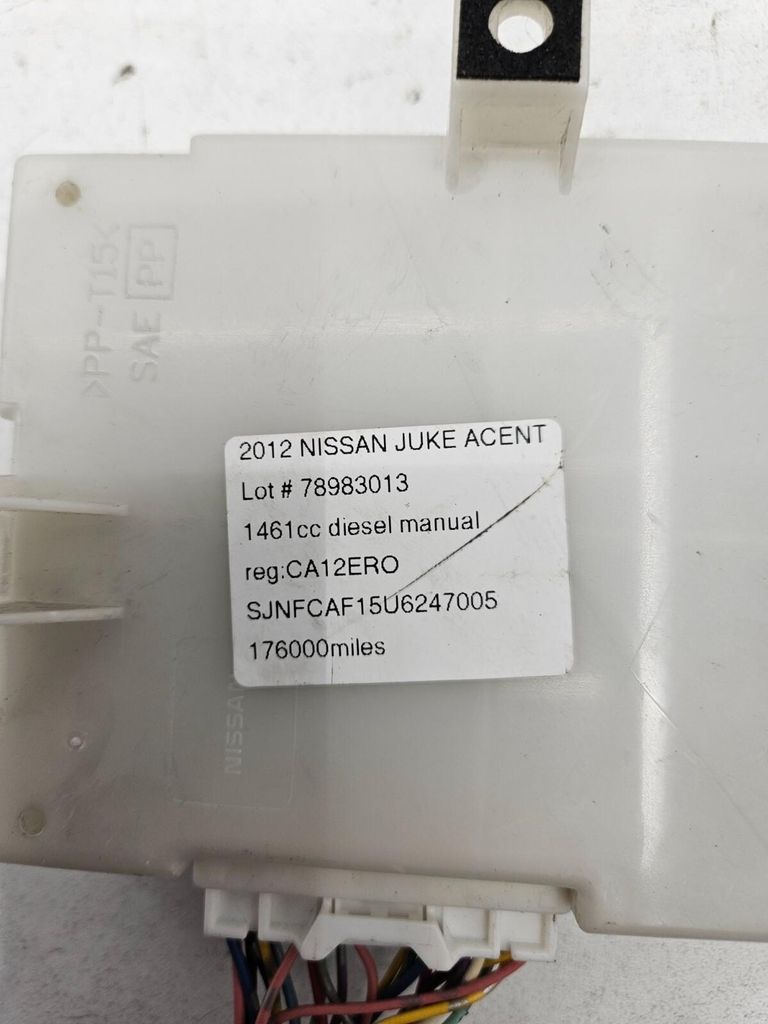 >PP-T15<
SAE PP
2012 NISSAN JUKE ACENT
Lot # 78983013
1461cc diesel manual
reg:CA12ERO
SJNFCAF15U6247005
176000miles
NISSAN